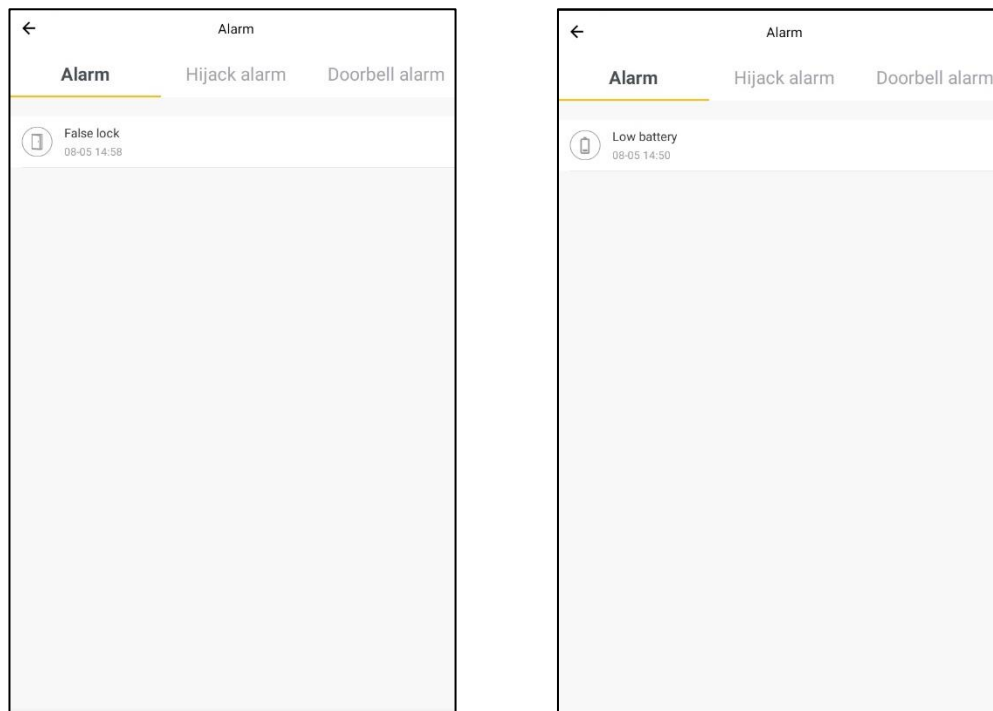 Alarm
Alarm Hijack alarm Doorbell alarm
False lock
08-05 14:58
Alarm
Alarm Hijack alarm Doorbell alarm
Low battery
08-05 14:50